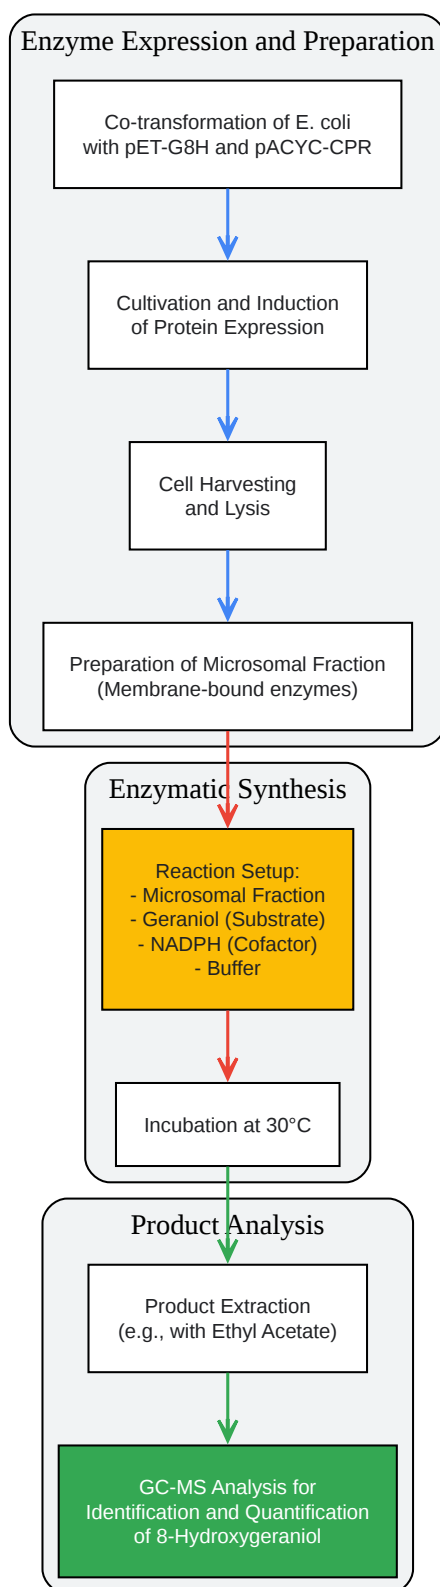 Enzyme Expression and Preparation
Co-transformation of E. coli
with pET-G8H and pACYC-CPR
Cultivation and Induction
of Protein Expression
Cell Harvesting
and Lysis
Preparation of Microsomal Fraction
(Membrane-bound enzymes)
Enzymatic Synthesis
Reaction Setup:
- Microsomal Fraction
- Geraniol (Substrate)
- NADPH (Cofactor)
- Buffer
Incubation at 30°C
Product Analysis
Product Extraction
(e.g., with Ethyl Acetate)
GC-MS Analysis for
Identification and Quantification
of 8-Hydroxygeraniol